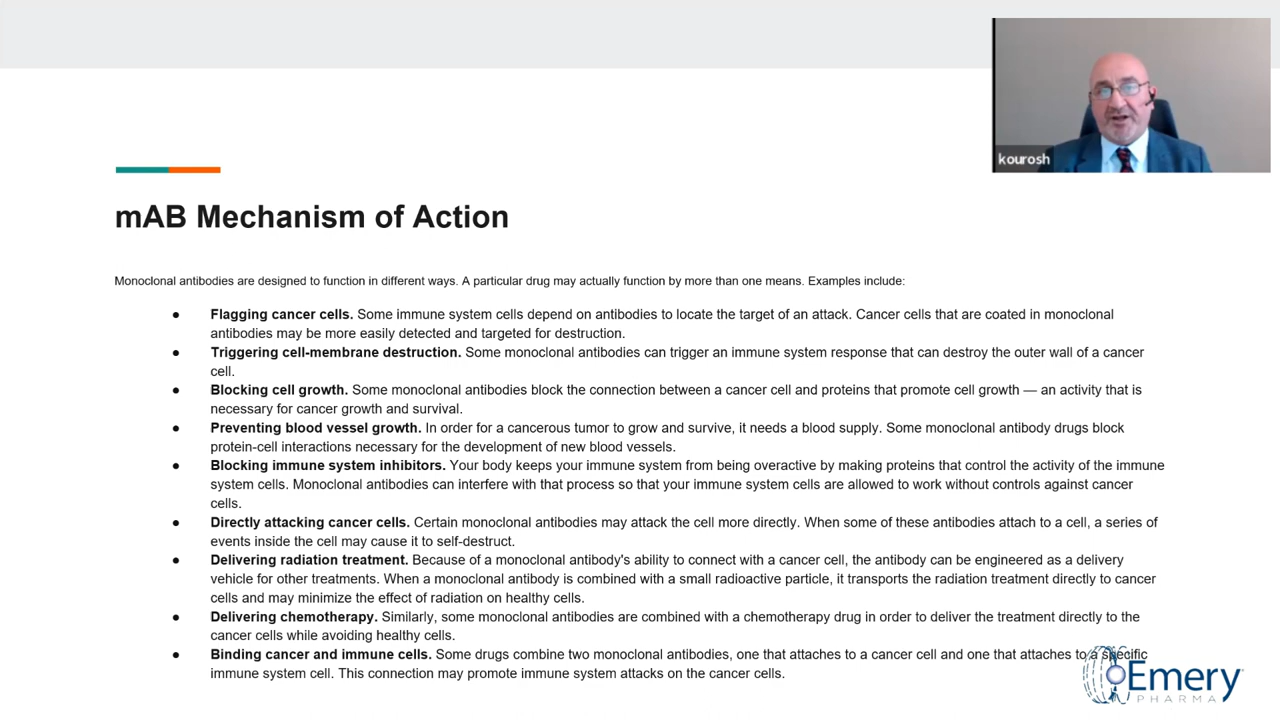 kourosh
mAB Mechanism of Action
Monoclonal antibodies are designed to function in different ways. A particular drug may actually function by more than one means. Examples include:
● Flagging cancer cells. Some immune system cells depend on antibodies to locate the target of an attack. Cancer cells that are coated in monoclonal
antibodies may be more easily detected and targeted for destruction.
● Triggering cell-membrane destruction. Some monoclonal antibodies can trigger an immune system response that can destroy the outer wall of a cancer
cell.
● Blocking cell growth. Some monoclonal antibodies block the connection between a cancer cell and proteins that promote cell growth — an activity that is
necessary for cancer growth and survival.
● Preventing blood vessel growth. In order for a cancerous tumor to grow and survive, it needs a blood supply. Some monoclonal antibody drugs block
protein-cell interactions necessary for the development of new blood vessels.
● Blocking immune system inhibitors. Your body keeps your immune system from being overactive by making proteins that control the activity of the immune
system cells. Monoclonal antibodies can interfere with that process so that your immune system cells are allowed to work without controls against cancer
cells.
● Directly attacking cancer cells. Certain monoclonal antibodies may attack the cell more directly. When some of these antibodies attach to a cell, a series of
events inside the cell may cause it to self-destruct.
● Delivering radiation treatment. Because of a monoclonal antibody's ability to connect with a cancer cell, the antibody can be engineered as a delivery
vehicle for other treatments. When a monoclonal antibody is combined with a small radioactive particle, it transports the radiation treatment directly to cancer
cells and may minimize the effect of radiation on healthy cells.
● Delivering chemotherapy. Similarly, some monoclonal antibodies are combined with a chemotherapy drug in order to deliver the treatment directly to the
cancer cells while avoiding healthy cells.
● Binding cancer and immune cells. Some drugs combine two monoclonal antibodies, one that attaches to a cancer cell and one that attaches to a specific
immune system cell. This connection may promote immune system attacks on the cancer cells.
Emery
PHARMA